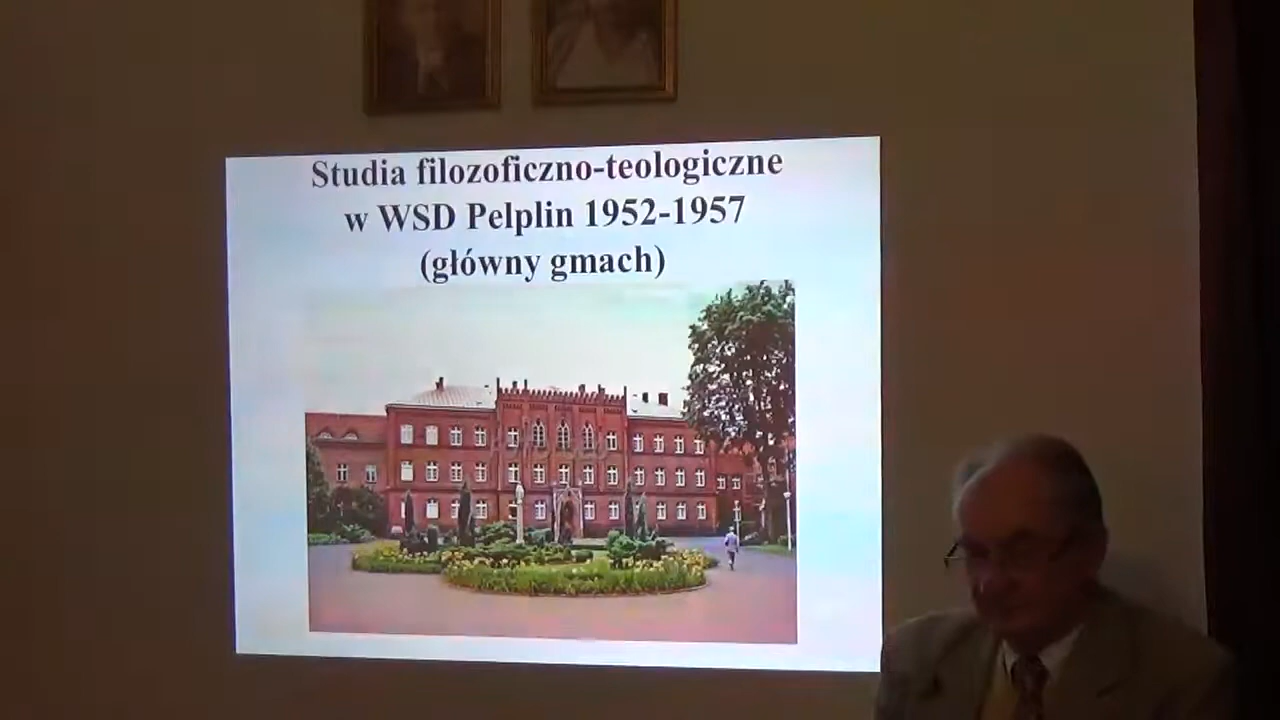 Studia filozoficzno-teologiczne
w WSD Pelplin 1952-1957
(główny gmach)